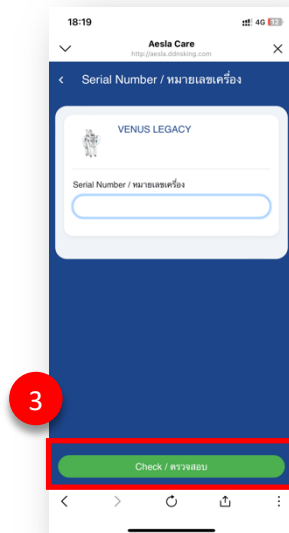 18:19
4G 12
Aesla Care
http://aesla.ddnsking.com
Serial Number / หมายเลขเครื่อง
VENUS LEGACY
Serial Number / หมายเลขเครื่อง
3
Check / ตรวจสอบ